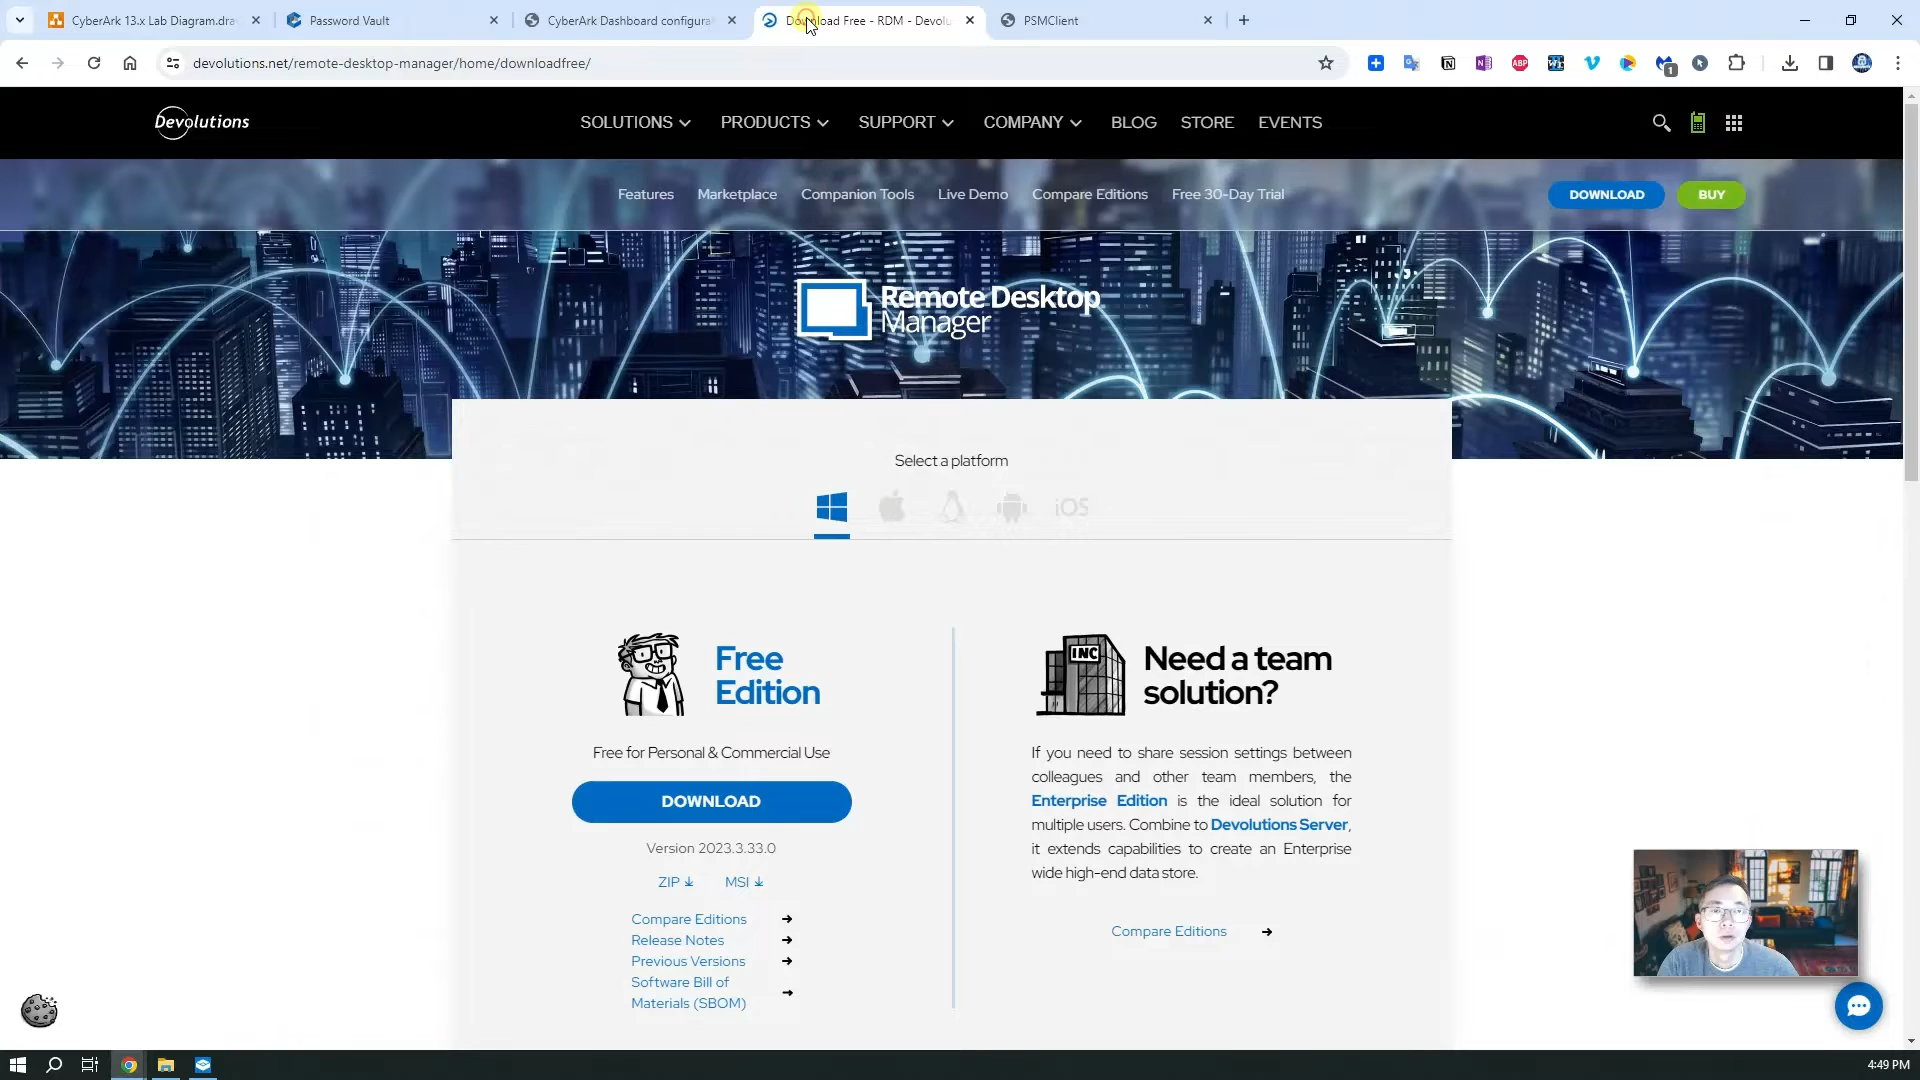 CyberArk 13.x Lab Diagram.dra
Password Vault
CyberArk Dashboard configura
Download Free - RDM - Devolu
PSMClient
devolutions.net/remote-desktop-manager/home/downloadfree/
ABP
1
Devolutions
SOLUTIONS
PRODUCTS
SUPPORT
COMPANY
BLOG
STORE
EVENTS
Features
Marketplace
Companion Tools
Live Demo
Compare Editions
Free 30-Day Trial
DOWNLOAD
BUY
Remote Desktop
Manager
Select a platform
iOS
Free
Edition
Free for Personal & Commercial Use
DOWNLOAD
Version 2023.3.33.0
ZIP
MSI
Compare Editions
Release Notes
Previous Versions
Software Bill of
Materials (SBOM)
INC
Need a team
solution?
If you need to share session settings between
colleagues and other team members, the
Enterprise Edition is the ideal solution for
multiple users. Combine to Devolutions Server,
it extends capabilities to create an Enterprise
wide high-end data store.
Compare Editions
4:49 PM